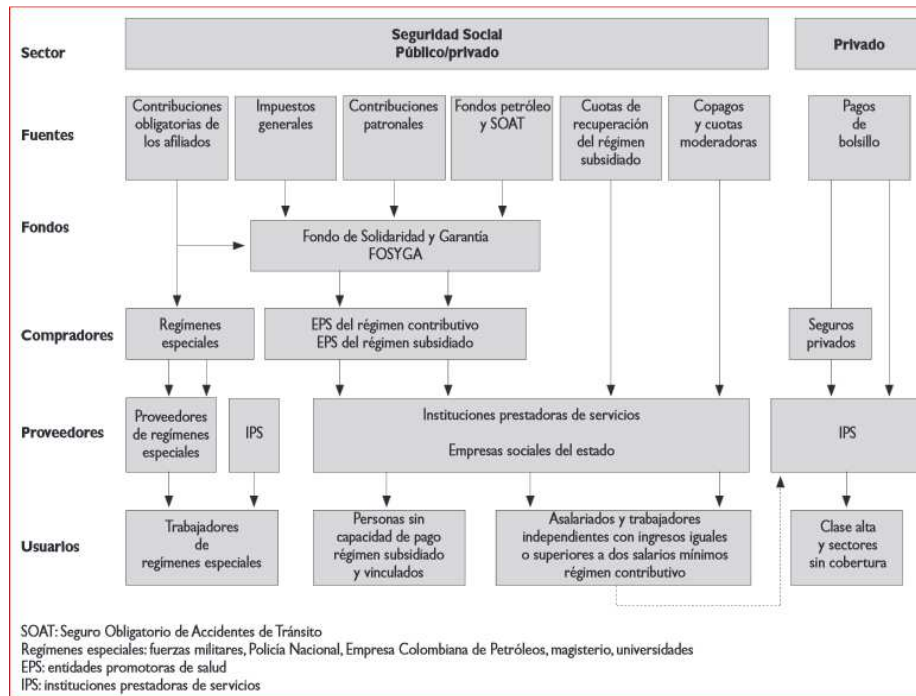 Sector
Seguridad Social
Público/privado
Privado
Fuentes
Contribuciones
obligatorias de
los afiliados
Impuestos
generales
Contribuciones
patronales
Fondos petróleo
y SOAT
Cuotas de
recuperación
del régimen
subsidiado
Copagos
y cuotas
moderadoras
Pagos
de
bolsillo
Fondos
Fondo de Solidaridad y Garantía
FOSYGA
Compradores
Regímenes
especiales
EPS del régimen contributivo
EPS del régimen subsidiado
Seguros
privados
Proveedores
Proveedores
de regímenes
especiales
IPS
Instituciones prestadoras de servicios
Empresas sociales del estado
IPS
Usuarios
Trabajadores
de
regímenes especiales
Personas sin
capacidad de pago
régimen subsidiado
y vinculados
Asalariados y trabajadores
independientes con ingresos iguales
o superiores a dos salarios mínimos
régimen contributivo
Clase alta
y sectores
sin cobertura
SOAT: Seguro Obligatorio de Accidentes de Tránsito
Regímenes especiales: fuerzas militares, Policía Nacional, Empresa Colombiana de Petróleos, magisterio, universidades
EPS: entidades promotoras de salud
IPS: instituciones prestadoras de servicios